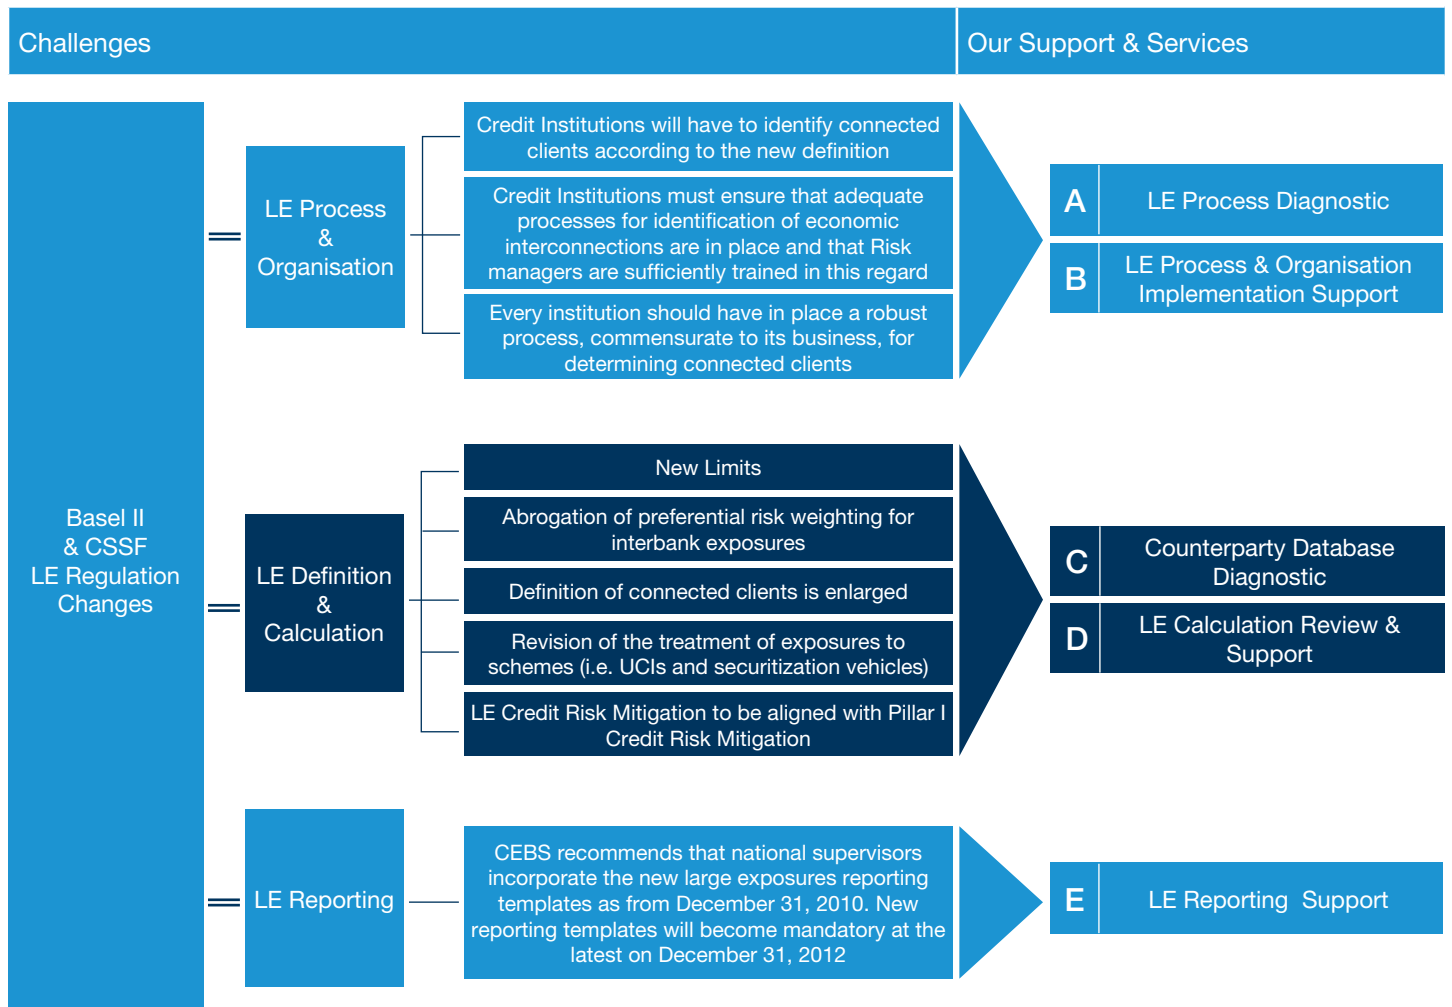 Challenges
Our Support & Services
Basel II
& CSSF
LE Regulation
Changes
LE Process
&
Organisation
Credit Institutions will have to identify connected
clients according to the new definition
Credit Institutions must ensure that adequate
processes for identification of economic
interconnections are in place and that Risk
managers are sufficiently trained in this regard
Every institution should have in place a robust
process, commensurate to its business, for
determining connected clients
A
LE Process Diagnostic
B
LE Process & Organisation
Implementation Support
LE Definition
&
Calculation
New Limits
Abrogation of preferential risk weighting for
interbank exposures
Definition of connected clients is enlarged
Revision of the treatment of exposures to
schemes (i.e. UCIs and securitization vehicles)
LE Credit Risk Mitigation to be aligned with Pillar I
Credit Risk Mitigation
C
Counterparty Database
Diagnostic
D
LE Calculation Review &
Support
LE Reporting
CEBS recommends that national supervisors
incorporate the new large exposures reporting
templates as from December 31, 2010. New
reporting templates will become mandatory at the
latest on December 31, 2012
E
LE Reporting Support